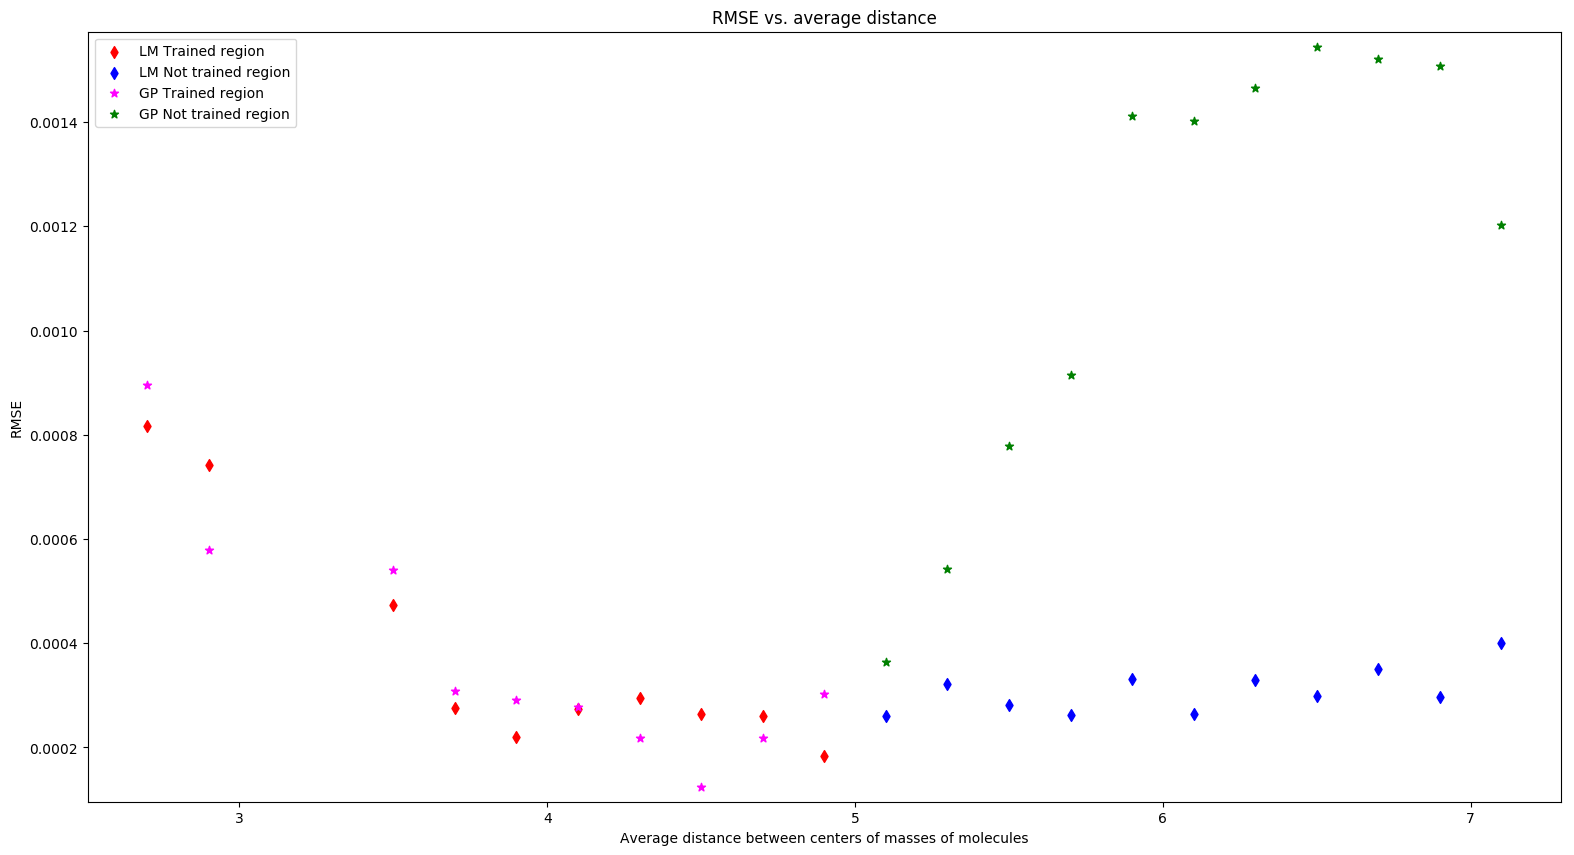 RMSE vs. average distance
LM Trained region
LM Not trained region
GP Trained region
GP Not trained region
0.0014
0.0012
0.0010
0.0008
0.0006
0.0004
0.0002
RMSE
3 4 5 6 7
Average distance between centers of masses of molecules